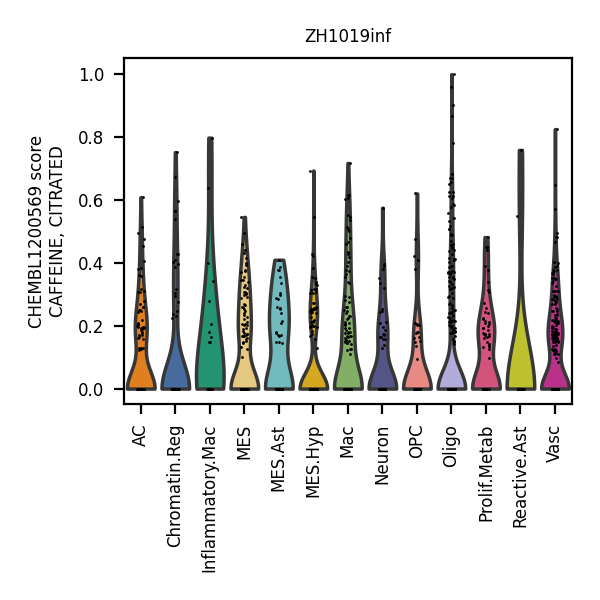 ZH1019inf
CHEMBL1200569 score
CAFFEINE, CITRATED
1.0
0.8
0.6
0.4
0.2
0.0
AC
Chromatin.Reg
Inflammatory.Mac
MES
MES.Ast
MES.Hyp
Mac
Neuron
OPC
Oligo
Prolif.Metab
Reactive.Ast
Vasc